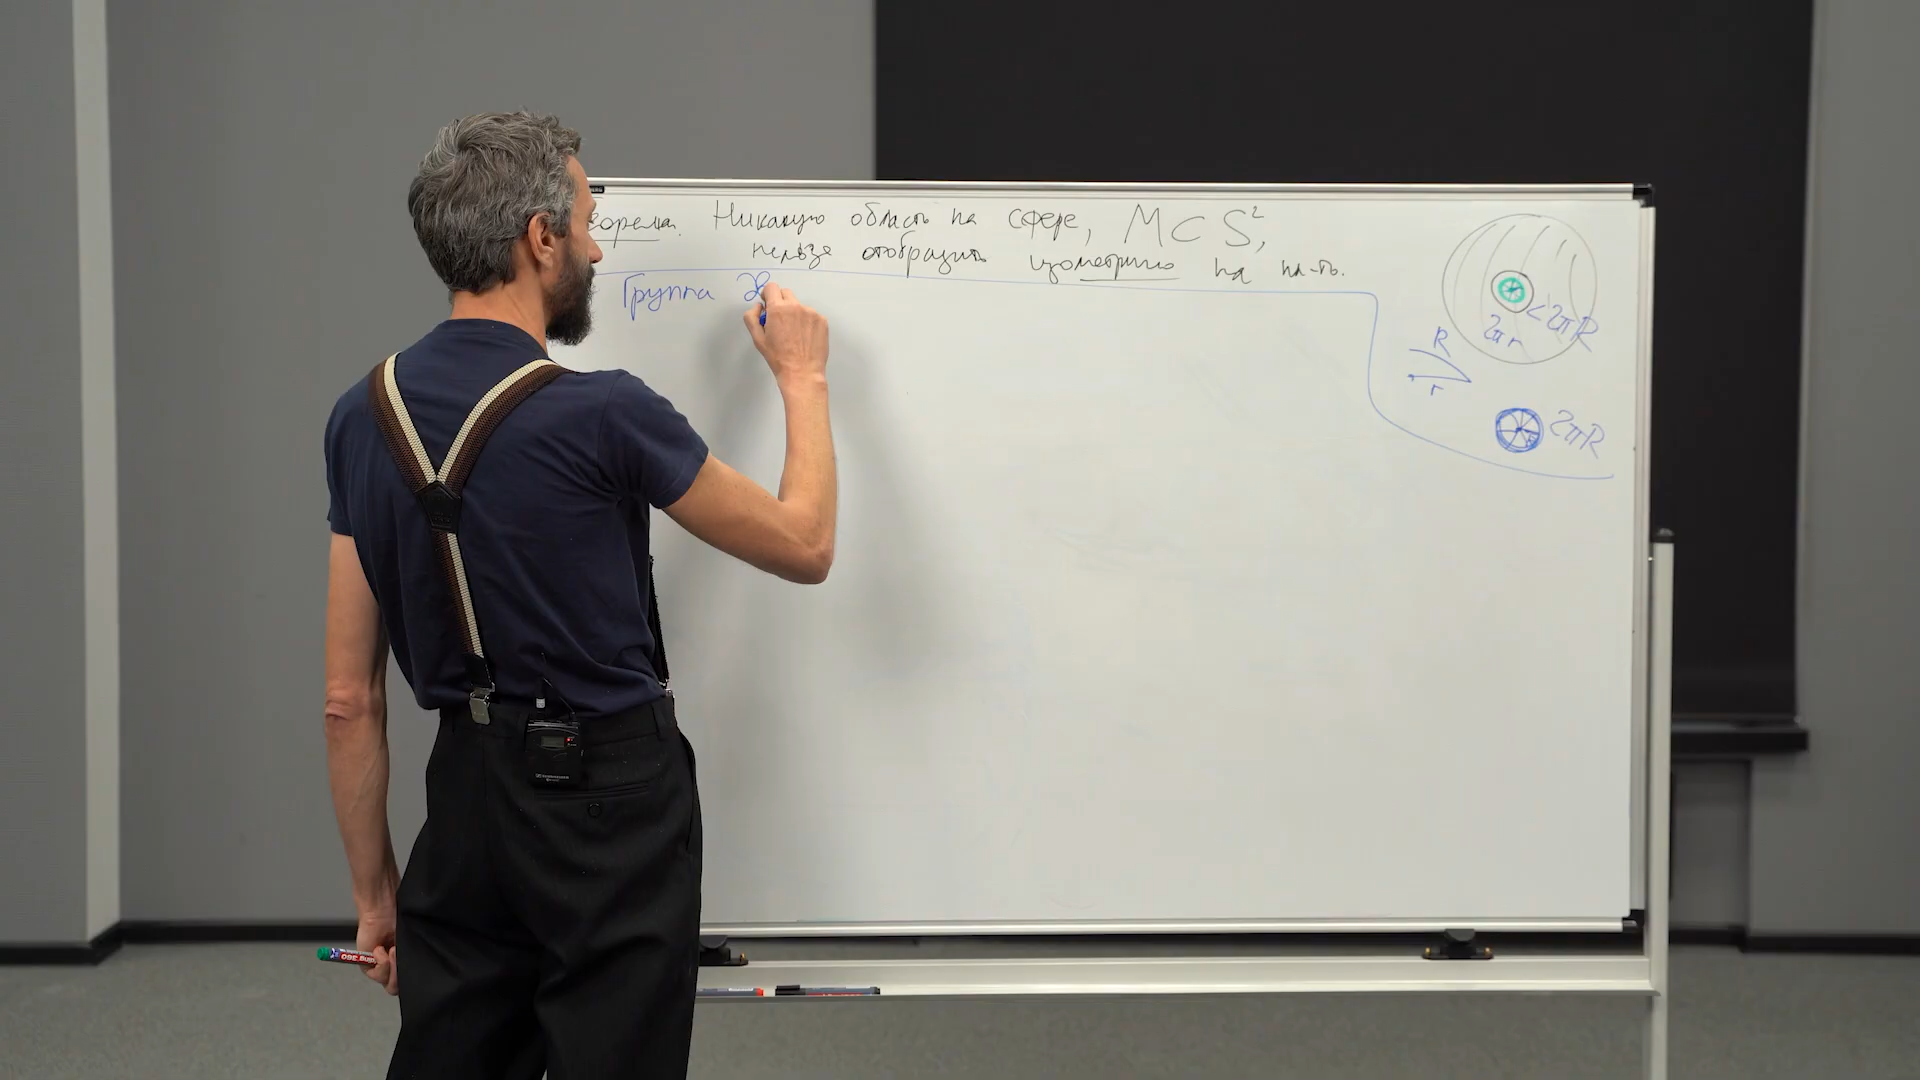 Теорема. Никакую область на сфере, M ⊂ S²,
нельзя отобразить изометрично на пл-ть.
Группа
< 2πR
2πr
R
r
2πR